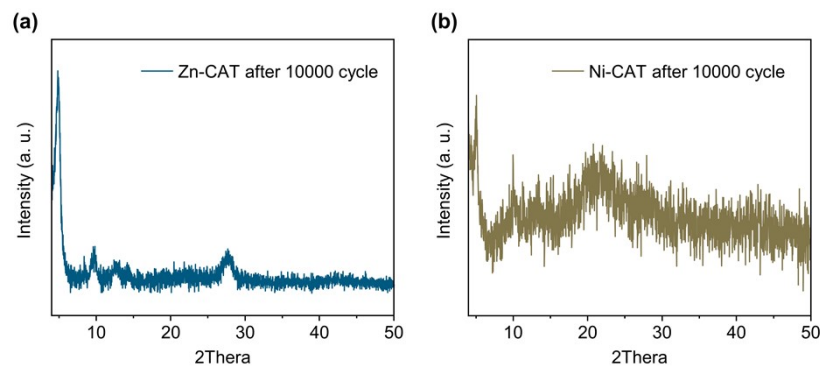 (a)
Zn-CAT after 10000 cycle
Intensity (a. u.)
10 20 30 40 50
2Thera
(b)
Ni-CAT after 10000 cycle
Intensity (a. u.)
10 20 30 40 50
2Thera